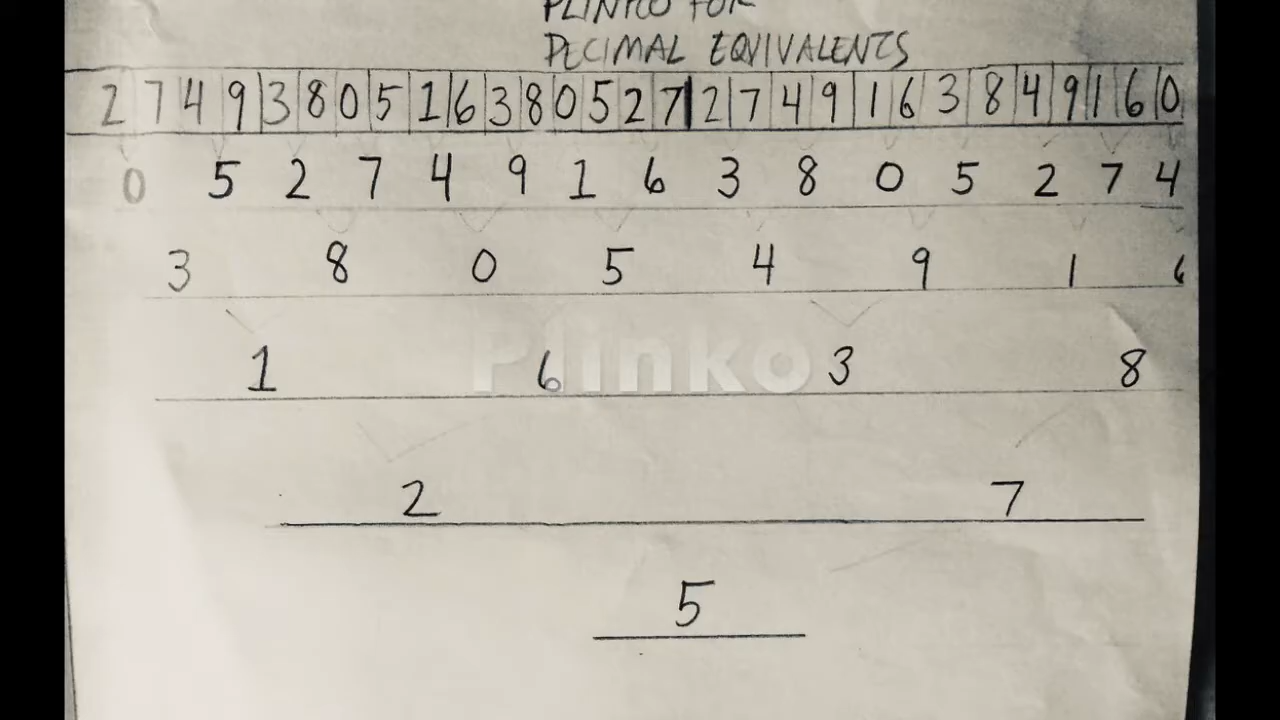 PLINKO FOR
DECIMAL EQUIVALENTS
2 7 4 9 3 8 0 5 1 6 3 8 0 5 2 7 2 7 4 9 1 6 3 8 4 9 1 6 0
0 5 2 7 4 9 1 6 3 8 0 5 2 7 4
3 8 0 5 4 9 1 6
Plinko
1 6 3 8
2 7
5